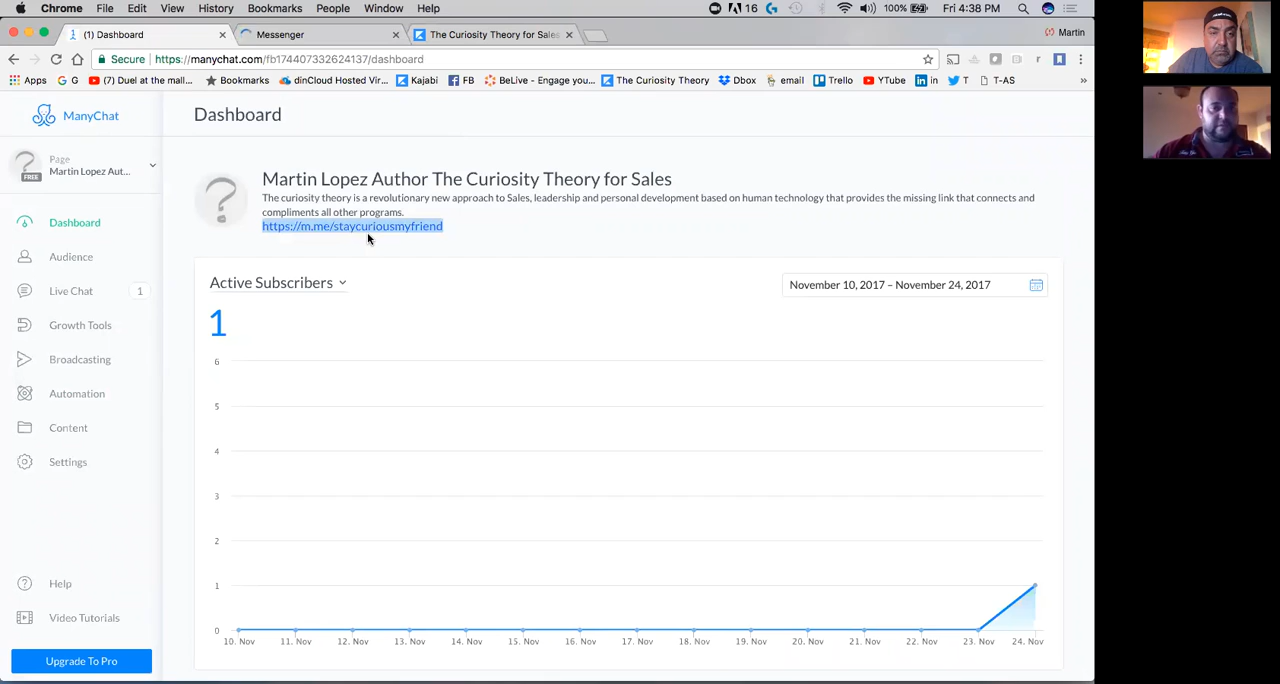 Chrome File Edit View History Bookmarks People Window Help 16 100% Fri 4:38 PM
(1) Dashboard Messenger The Curiosity Theory for Sales Martin
Secure https://manychat.com/fb174407332624137/dashboard
Apps G Duel at the mall... Bookmarks dinCloud Hosted Vir... Kajabi FB BeLive - Engage you... The Curiosity Theory Dbox email Trello YTube in T T-AS »
ManyChat
Dashboard
Page
Martin Lopez Aut...
FREE
Martin Lopez Author The Curiosity Theory for Sales
The curiosity theory is a revolutionary new approach to Sales, leadership and personal development based on human technology that provides the missing link that connects and
compliments all other programs.
https://m.me/staycuriousmyfriend
Dashboard
Audience
Live Chat 1
Growth Tools
Broadcasting
Automation
Content
Settings
Help
Video Tutorials
Upgrade To Pro
Active Subscribers
November 10, 2017 – November 24, 2017
1
6
5
4
3
2
1
0
10. Nov 11. Nov 12. Nov 13. Nov 14. Nov 15. Nov 16. Nov 17. Nov 18. Nov 19. Nov 20. Nov 21. Nov 22. Nov 23. Nov 24. Nov